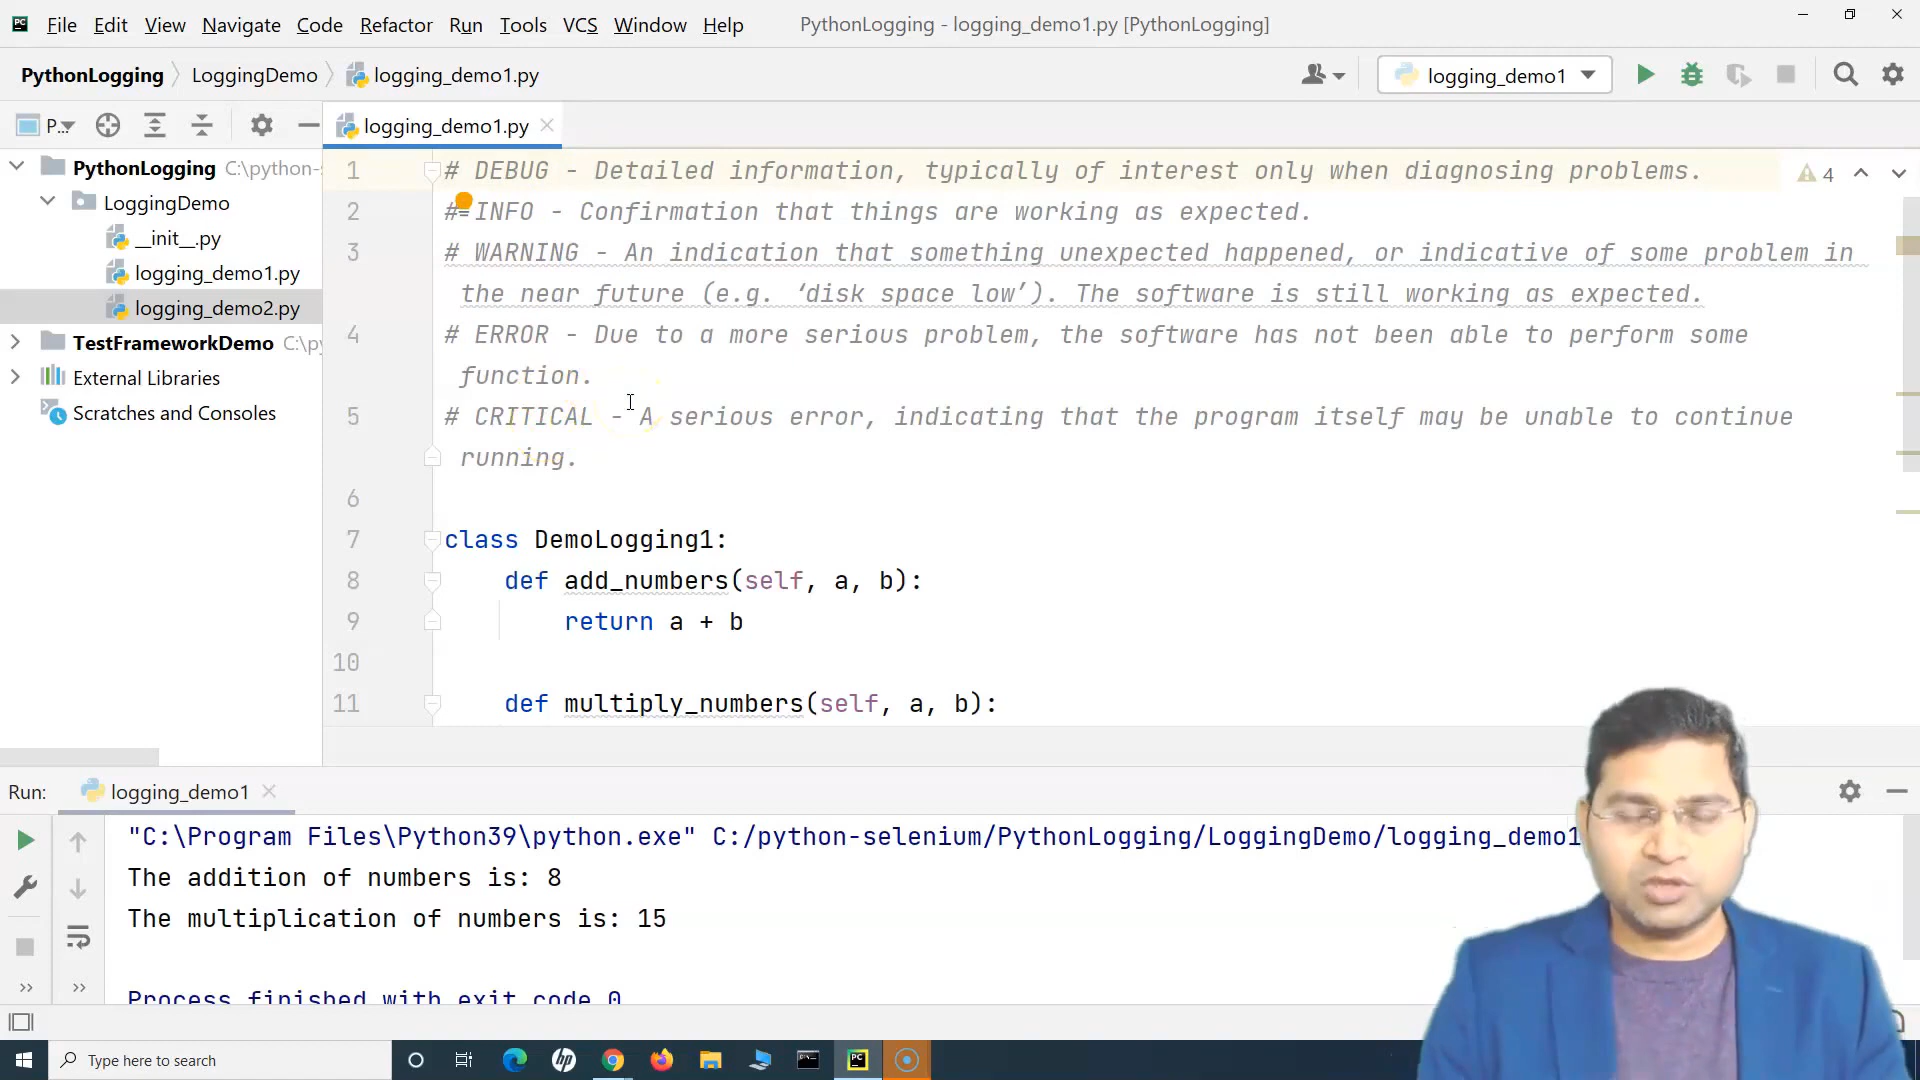 File Edit View Navigate Code Refactor Run Tools VCS Window Help PythonLogging - logging_demo1.py [PythonLogging]
PythonLogging LoggingDemo logging_demo1.py logging_demo1
P... logging_demo1.py
PythonLogging C:\python-s
LoggingDemo
__init__.py
logging_demo1.py
logging_demo2.py
TestFrameworkDemo C:\py
External Libraries
Scratches and Consoles
1 # DEBUG - Detailed information, typically of interest only when diagnosing problems.
4
2 # INFO - Confirmation that things are working as expected.
3 # WARNING - An indication that something unexpected happened, or indicative of some problem in
the near future (e.g. ‘disk space low’). The software is still working as expected.
4 # ERROR - Due to a more serious problem, the software has not been able to perform some
function.
5 # CRITICAL - A serious error, indicating that the program itself may be unable to continue
running.
6
7 class DemoLogging1:
8 def add_numbers(self, a, b):
9 return a + b
10
11 def multiply_numbers(self, a, b):
Run: logging_demo1
"C:\Program Files\Python39\python.exe" C:/python-selenium/PythonLogging/LoggingDemo/logging_demo1
The addition of numbers is: 8
The multiplication of numbers is: 15
Process finished with exit code 0
Type here to search